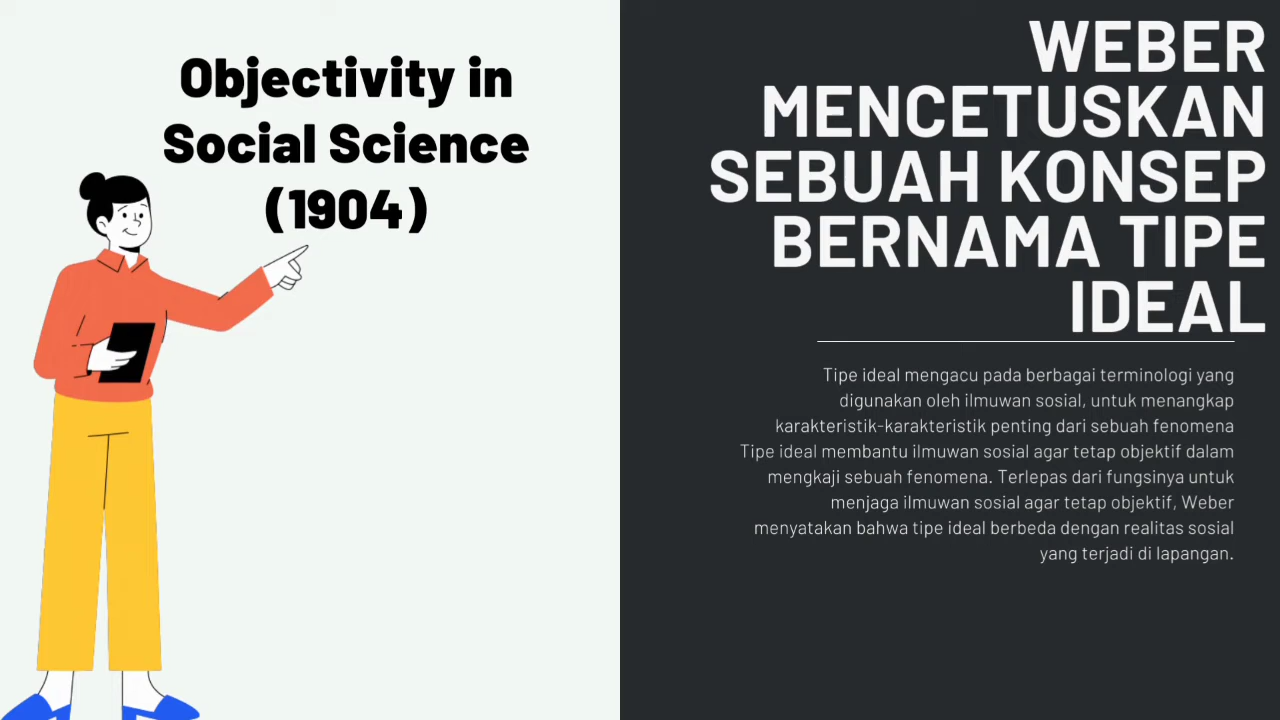 Objectivity in
Social Science
(1904)
WEBER
MENCETUSKAN
SEBUAH KONSEP
BERNAMA TIPE
IDEAL
Tipe ideal mengacu pada berbagai terminologi yang
digunakan oleh ilmuwan sosial, untuk menangkap
karakteristik-karakteristik penting dari sebuah fenomena
Tipe ideal membantu ilmuwan sosial agar tetap objektif dalam
mengkaji sebuah fenomena. Terlepas dari fungsinya untuk
menjaga ilmuwan sosial agar tetap objektif, Weber
menyatakan bahwa tipe ideal berbeda dengan realitas sosial
yang terjadi di lapangan.